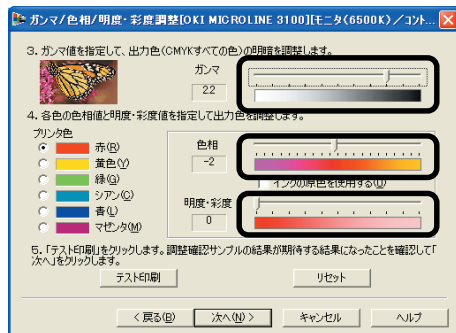 ガンマ/色相/明度・彩度調整[OKI MICROLINE 3100][モニタ(6500K)／コント...
3. ガンマ値を指定して、出力色(CMYKすべての色)の明暗を調整します。
ガンマ
2.2
4. 各色の色相値と明度・彩度値を指定して出力色を調整します。
プリンタ色
赤(R)
黄色(Y)
緑(G)
シアン(C)
青(L)
マゼンタ(M)
色相
-2
インクの原色を使用する(U)
明度・彩度
0
5. 「テスト印刷」をクリックします。調整確認サンプルの結果が期待する結果になったことを確認して「
次へ」をクリックします。
テスト印刷
リセット
< 戻る(B)
次へ(N) >
キャンセル
ヘルプ